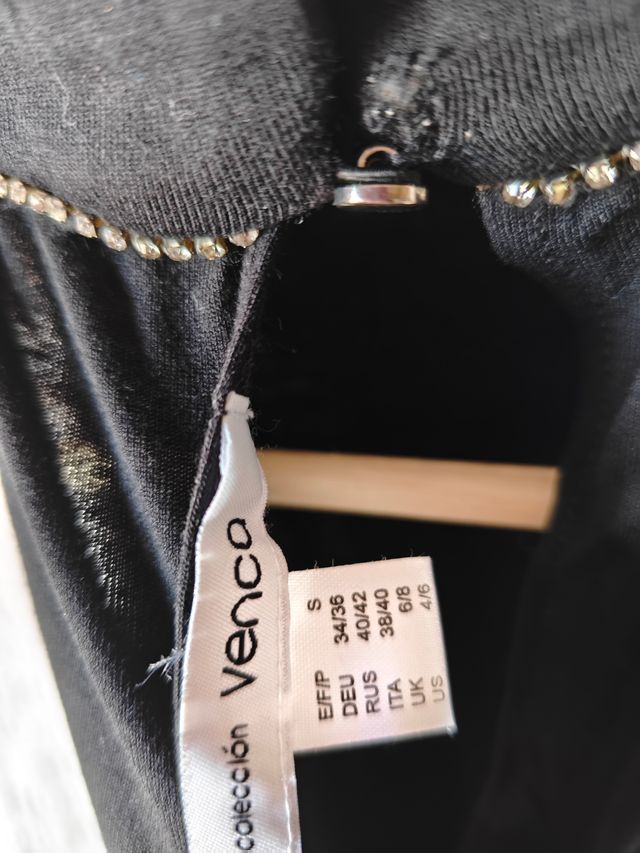 colección venca
E/F/P S
DEU 34/36
RUS 40/42
ITA 38/40
UK 6/8
US 4/6